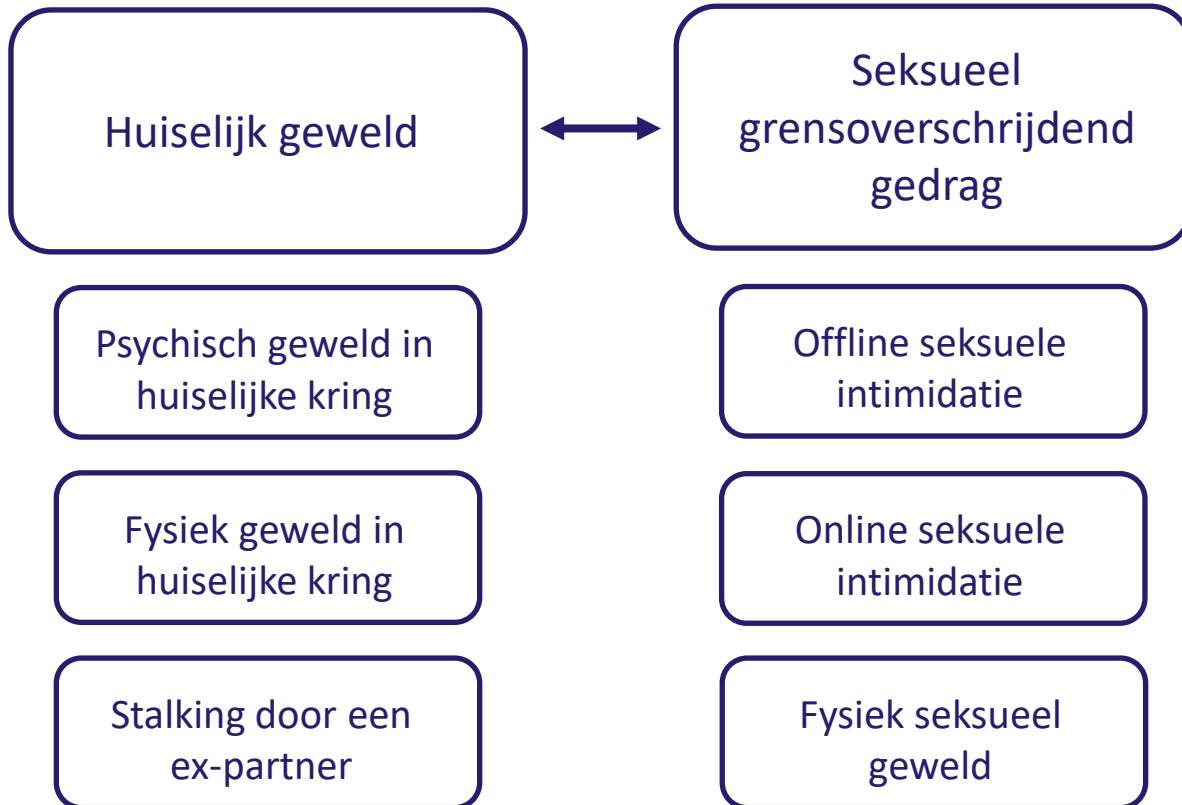 Huiselijk geweld
Seksueel
grensoverschrijdend
gedrag
Psychisch geweld in
huiselijke kring
Offline seksuele
intimidatie
Fysiek geweld in
huiselijke kring
Online seksuele
intimidatie
Stalking door een
ex-partner
Fysiek seksueel
geweld